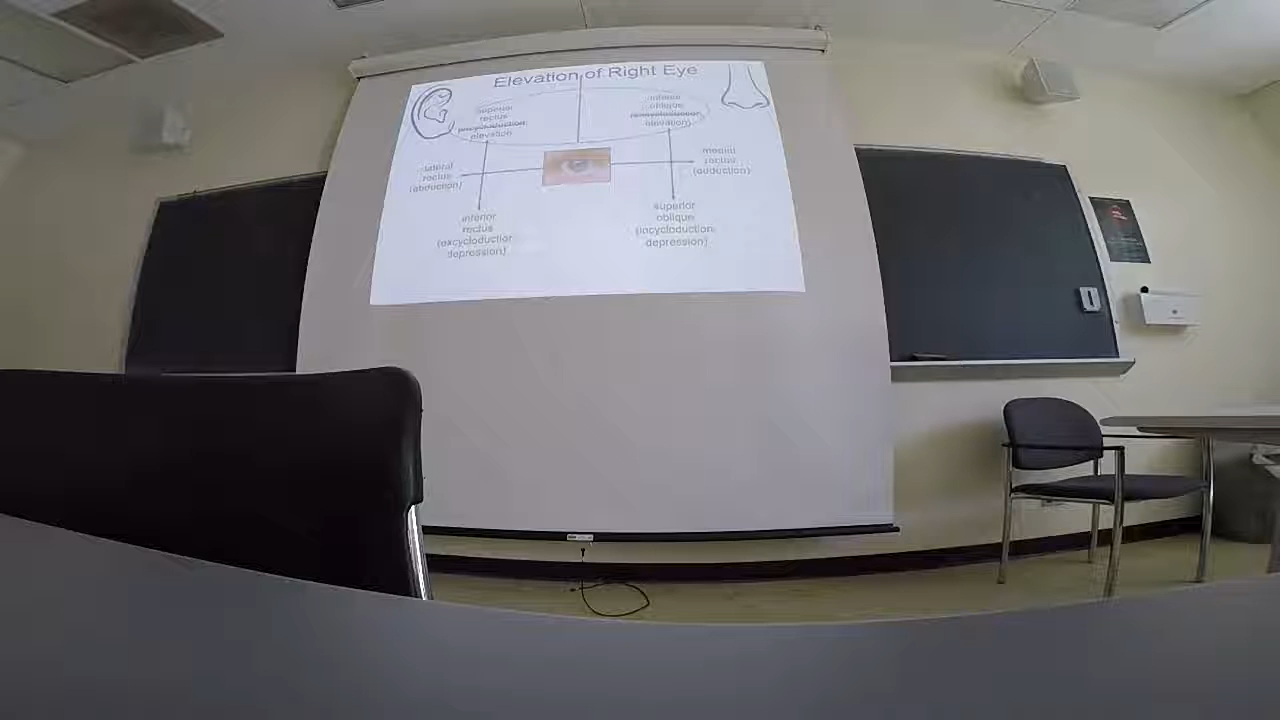 Elevation of Right Eye
superior
rectus
elevation
inferior
oblique
elevation)
lateral
rectus
(abduction)
medial
rectus
(adduction)
inferior
rectus
(excycloduction
depression)
superior
oblique
(incycloduction
depression)